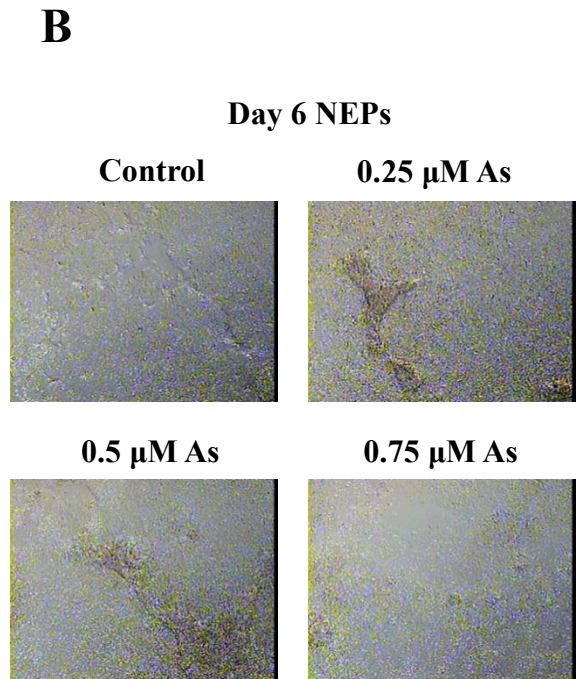 B
Day 6 NEPs
Control
0.25 μM As
0.5 μM As
0.75 μM As